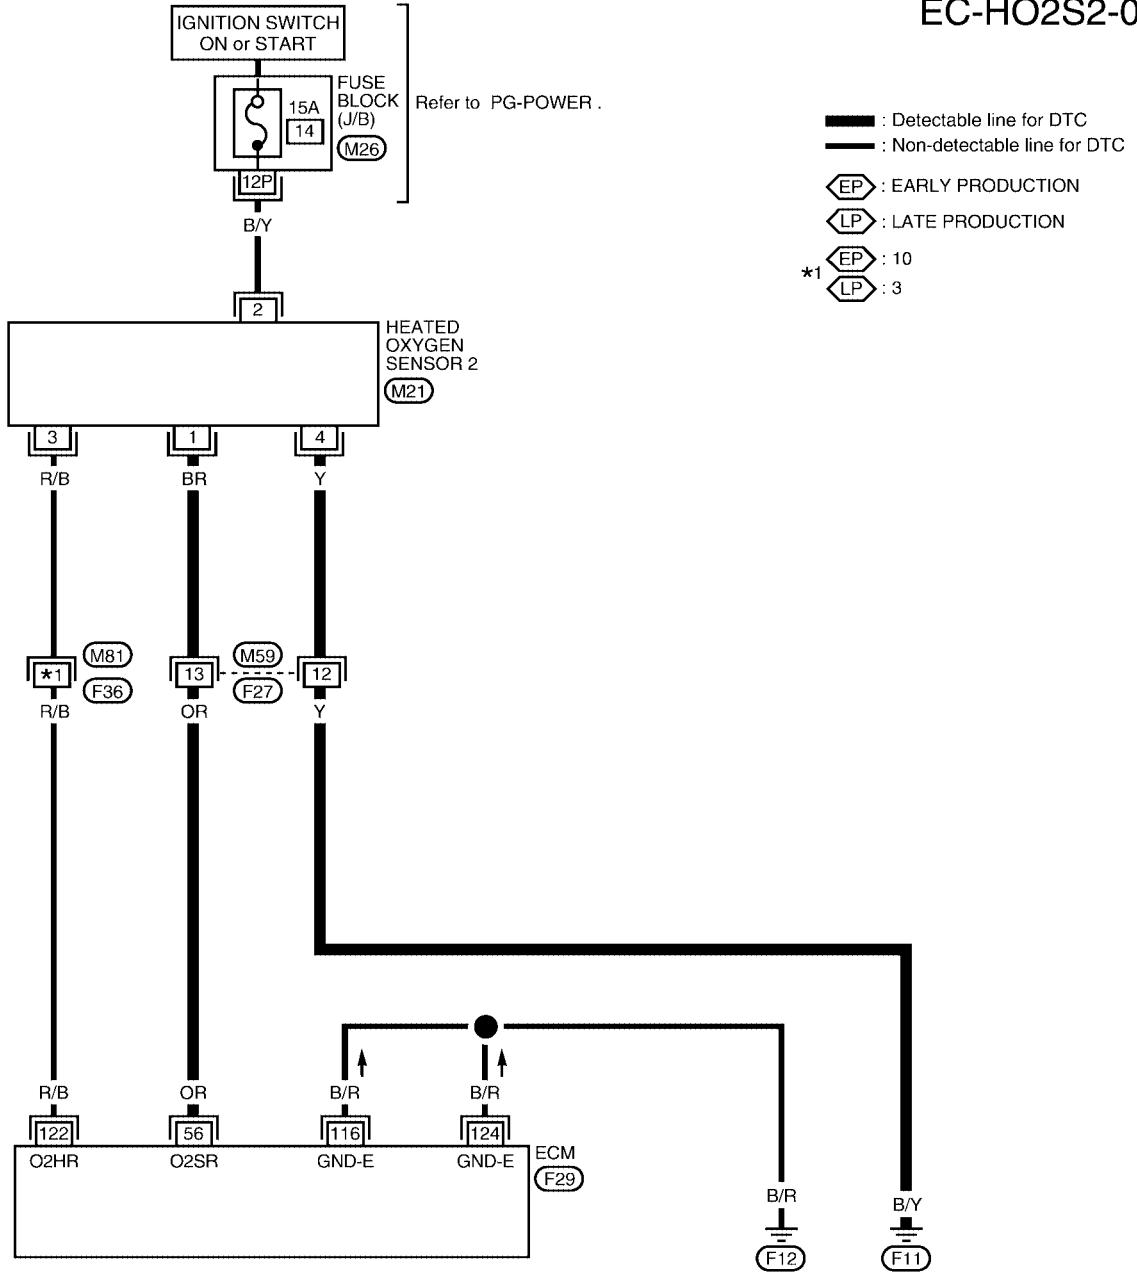 EC-HO2S2-0
IGNITION SWITCH
ON or START
FUSE
BLOCK
(J/B)
M26
15A
14
Refer to PG-POWER .
12P
B/Y
2
: Detectable line for DTC
: Non-detectable line for DTC
EP : EARLY PRODUCTION
LP : LATE PRODUCTION
*1 EP : 10
LP : 3
HEATED
OXYGEN
SENSOR 2
M21
3 1 4
R/B BR Y
*1 M81 F36 13 M59 F27 12
R/B OR Y
R/B OR B/R B/R
122 56 116 124
O2HR O2SR GND-E GND-E
ECM
F29
B/R B/Y
F12 F11